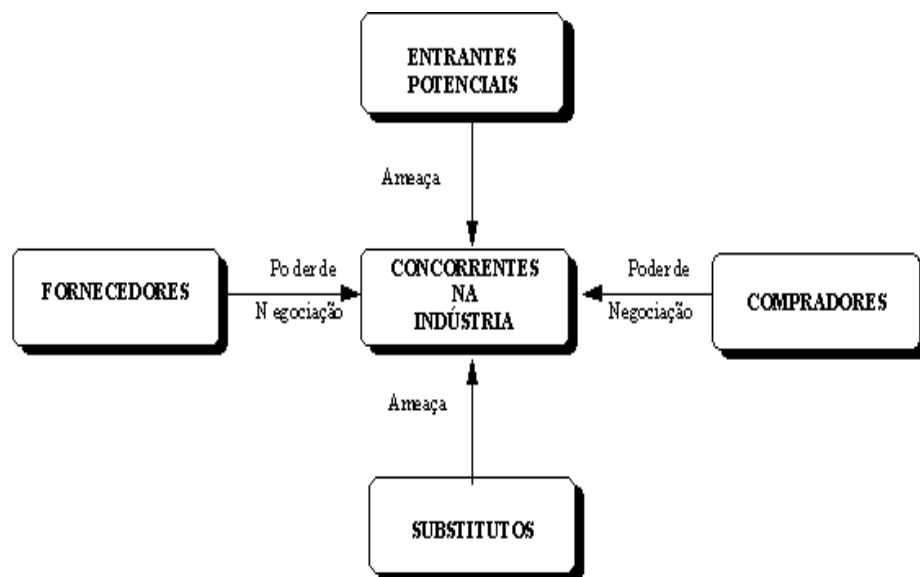 ENTRANTES
POTENCIAIS
Ameaça
FORNECEDORES
Poder de
Negociação
CONCORRENTES
NA
INDÚSTRIA
Poder de
Negociação
COMPRADORES
Ameaça
SUBSTITUTOS